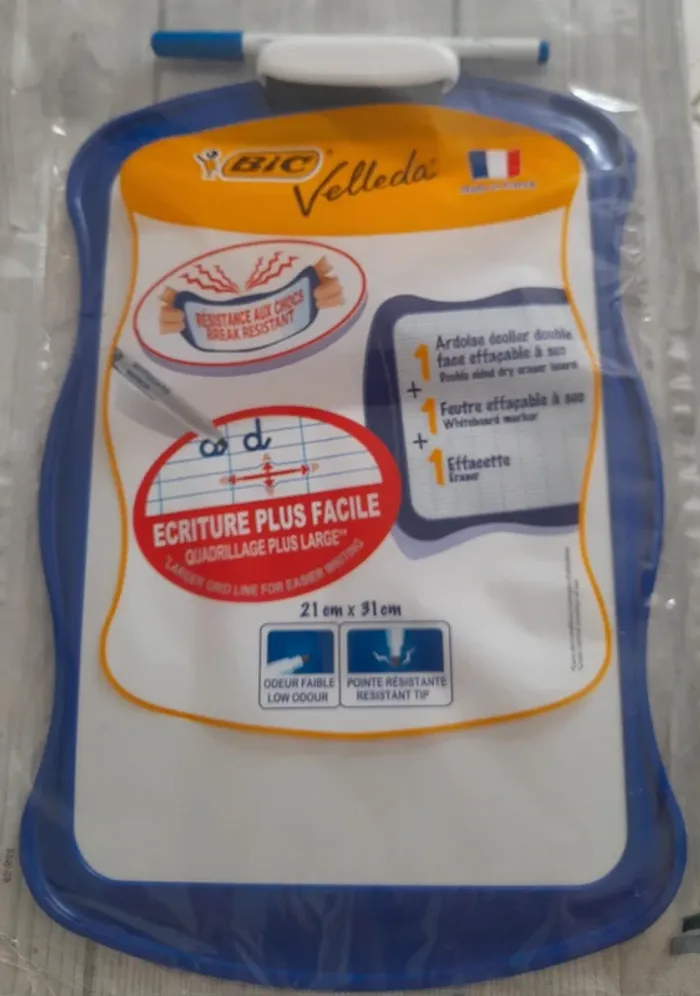 BIC
Velleda
RÉSISTANCE AUX CHOCS
BREAK RESISTANT
1 Ardoise écolier double
face effaçable à sec
Double sided dry eraser board
+
1 Feutre effaçable à sec
Whiteboard marker
+
1 Effacette
Eraser
a d
ECRITURE PLUS FACILE
QUADRILLAGE PLUS LARGE**
LARGER GRID LINE FOR EASIER WRITING
21 cm x 31 cm
ODEUR FAIBLE
LOW ODOUR
POINTE RÉSISTANTE
RESISTANT TIP